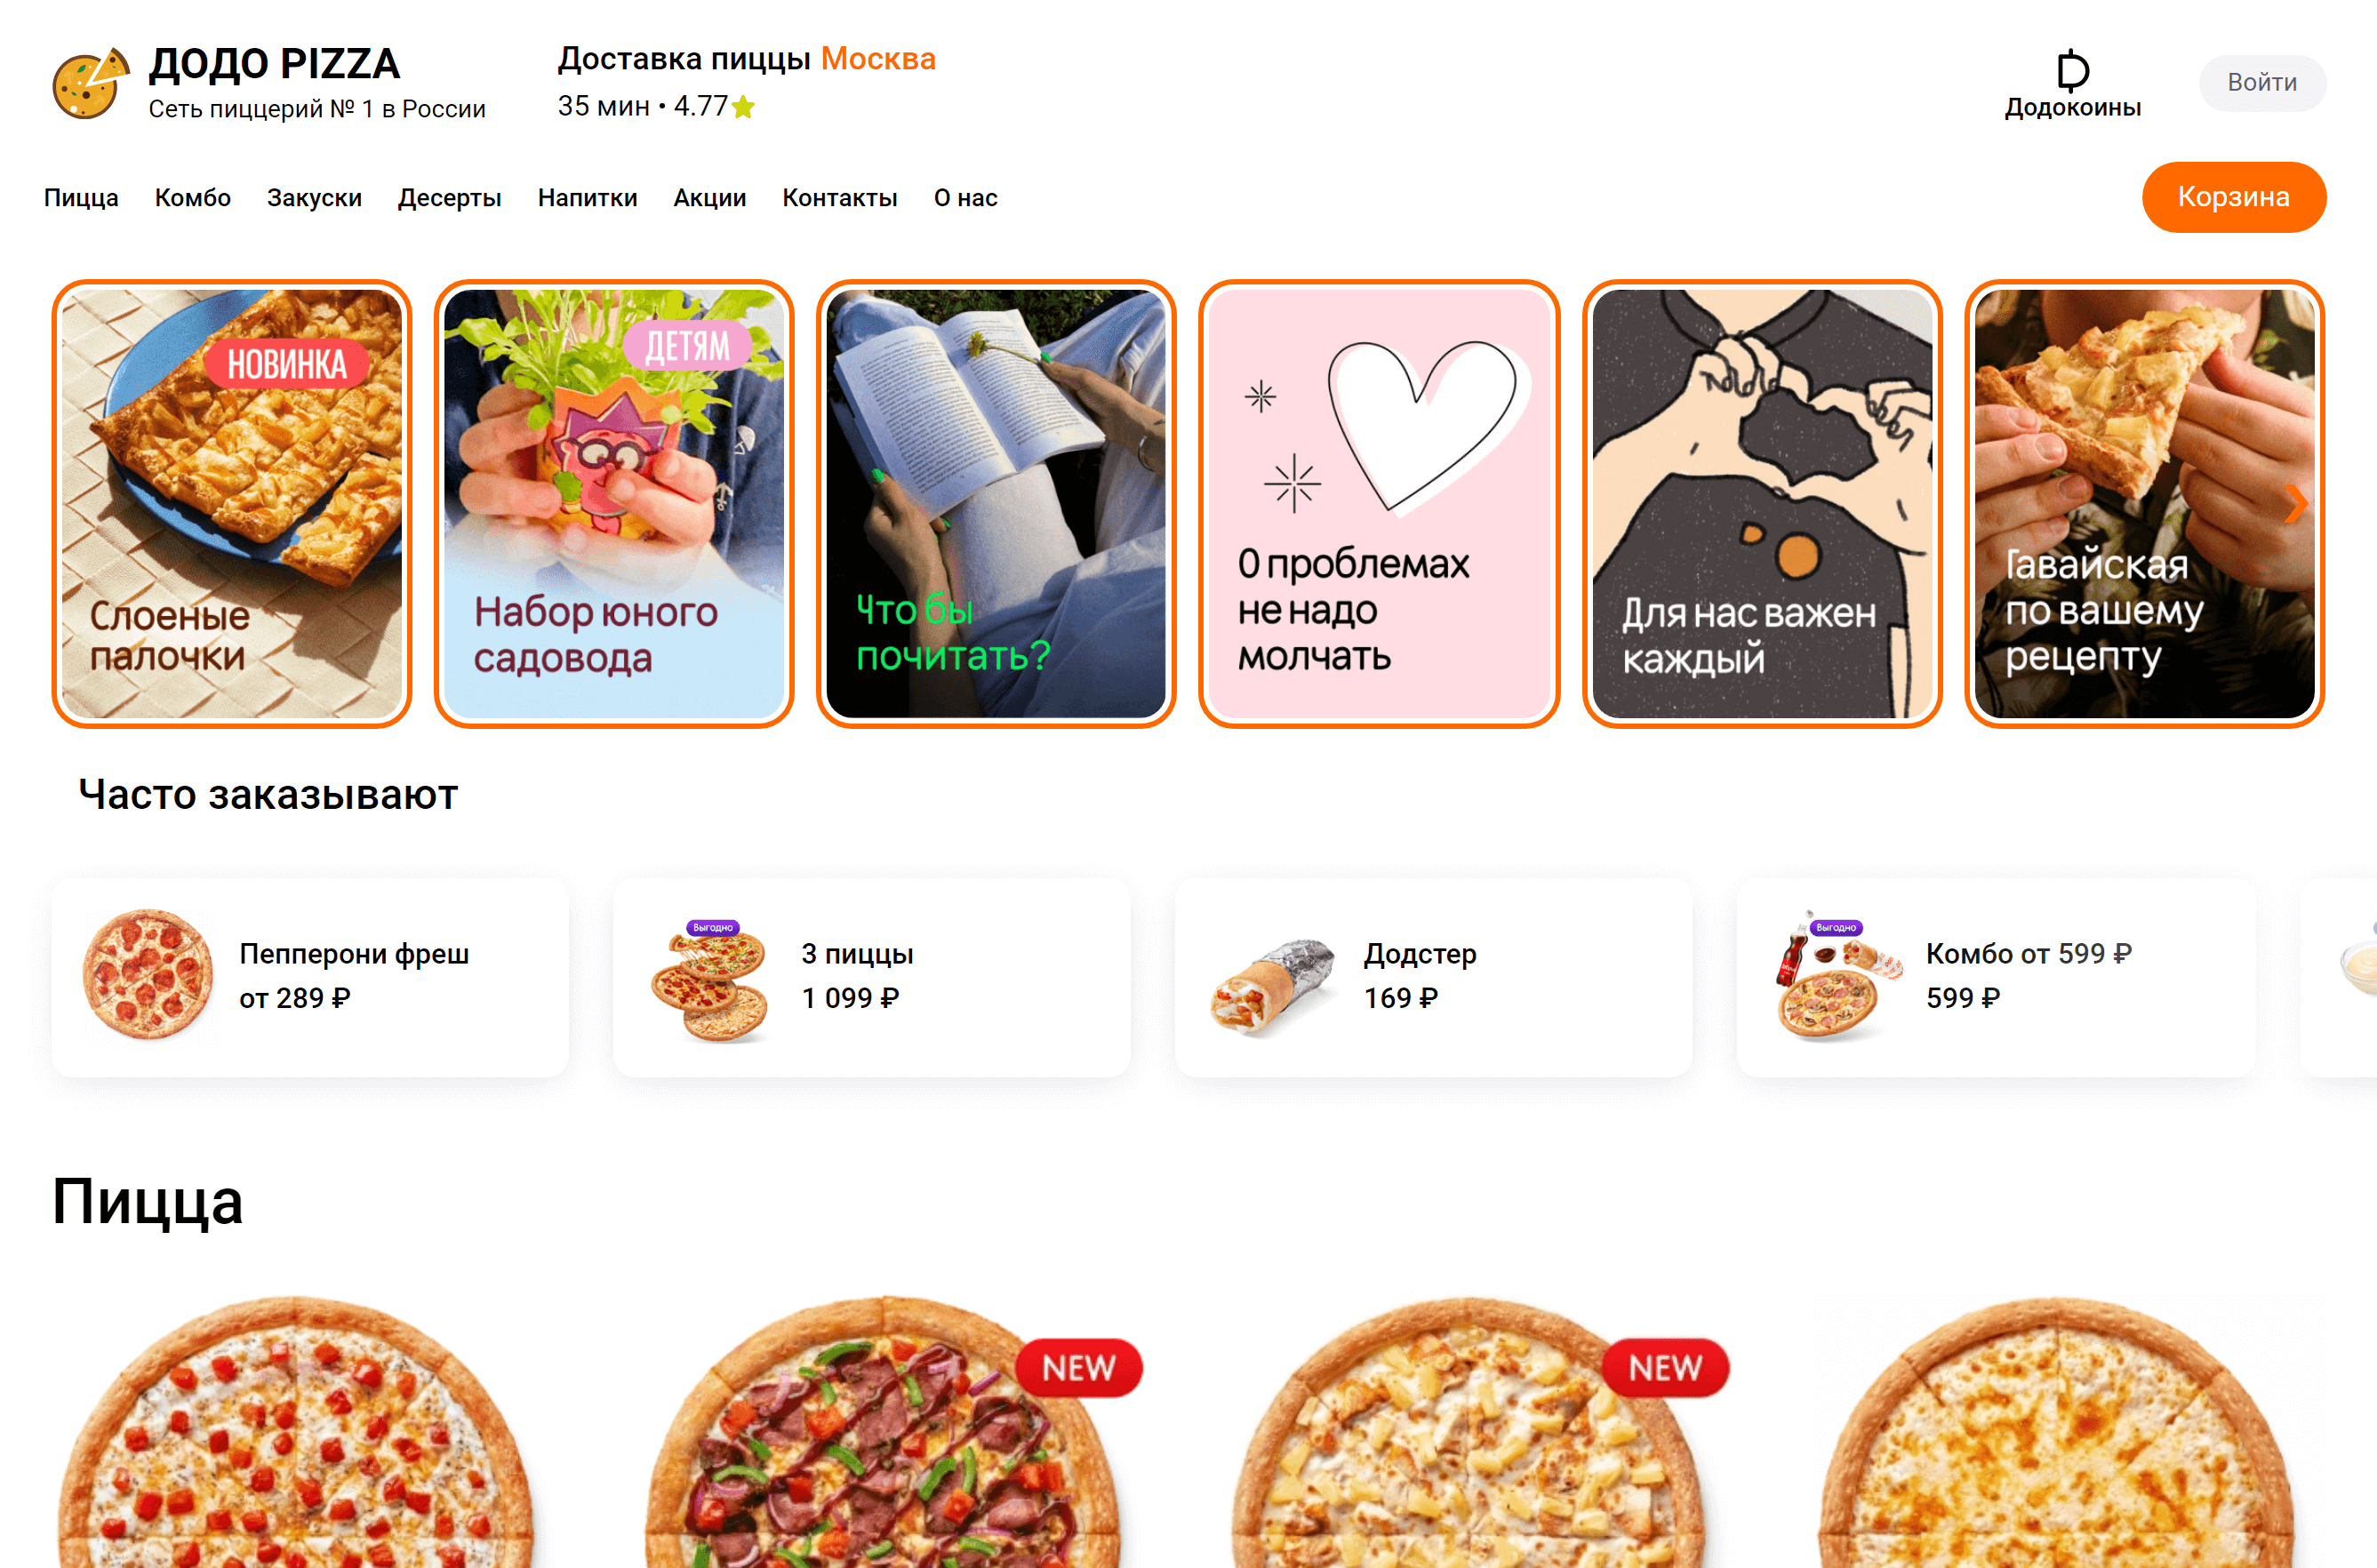 ДОДО PIZZA
Сеть пиццерий № 1 в России
Доставка пиццы Москва
35 мин • 4.77
Додокоины
Войти
Пицца Комбо Закуски Десерты Напитки Акции Контакты О нас
Корзина
НОВИНКА
Слоеные
палочки
ДЕТЯМ
Набор юного
садовода
Что бы
почитать?
О проблемах
не надо
молчать
Для нас важен
каждый
Гавайская
по вашему
рецепту
Часто заказывают
Пепперони фреш
от 289 ₽
Выгодно
3 пиццы
1 099 ₽
Додстер
169 ₽
Выгодно
Комбо от 599 ₽
599 ₽
Пицца
NEW
NEW